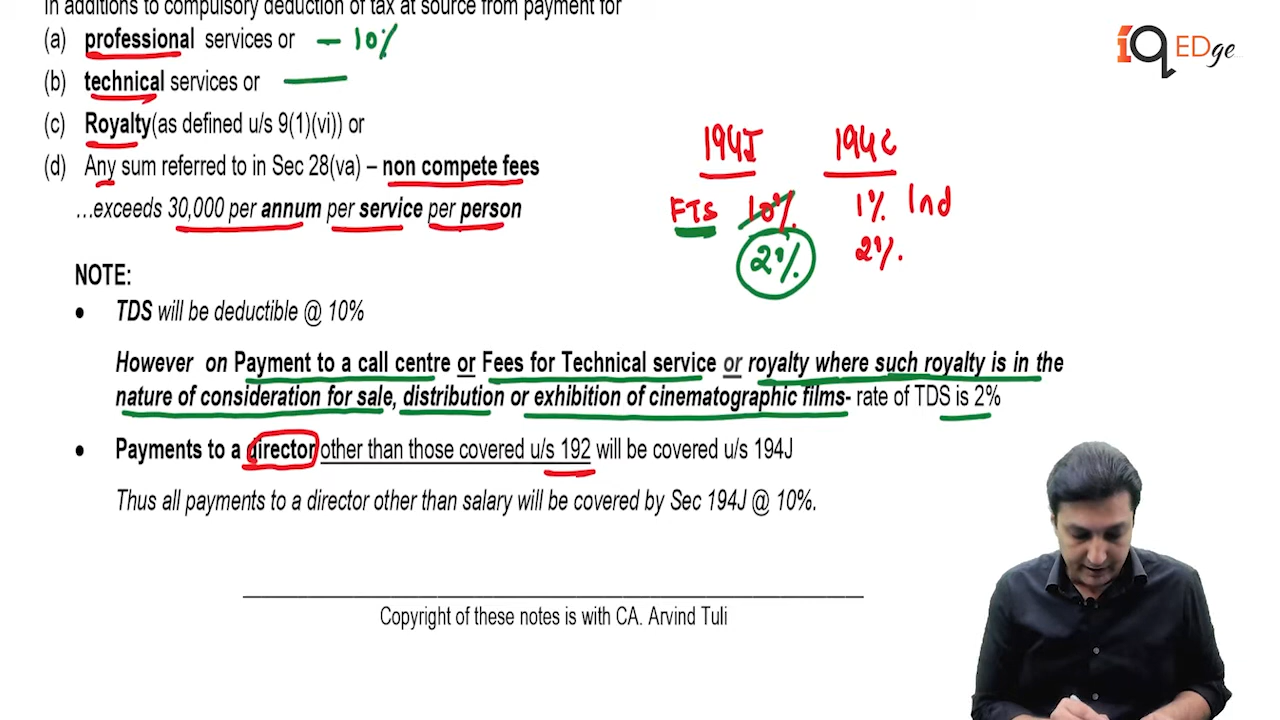 In additions to compulsory deduction of tax at source from payment for
(a) professional services or – 10%
(b) technical services or
(c) Royalty(as defined u/s 9(1)(vi)) or
(d) Any sum referred to in Sec 28(va) – non compete fees
…exceeds 30,000 per annum per service per person
iQ EDge
194J 194C
FTS 10% 1% Ind
2% 2%.
NOTE:
• TDS will be deductible @ 10%
However on Payment to a call centre or Fees for Technical service or royalty where such royalty is in the
nature of consideration for sale, distribution or exhibition of cinematographic films- rate of TDS is 2%
• Payments to a director other than those covered u/s 192 will be covered u/s 194J
Thus all payments to a director other than salary will be covered by Sec 194J @ 10%.
Copyright of these notes is with CA. Arvind Tuli